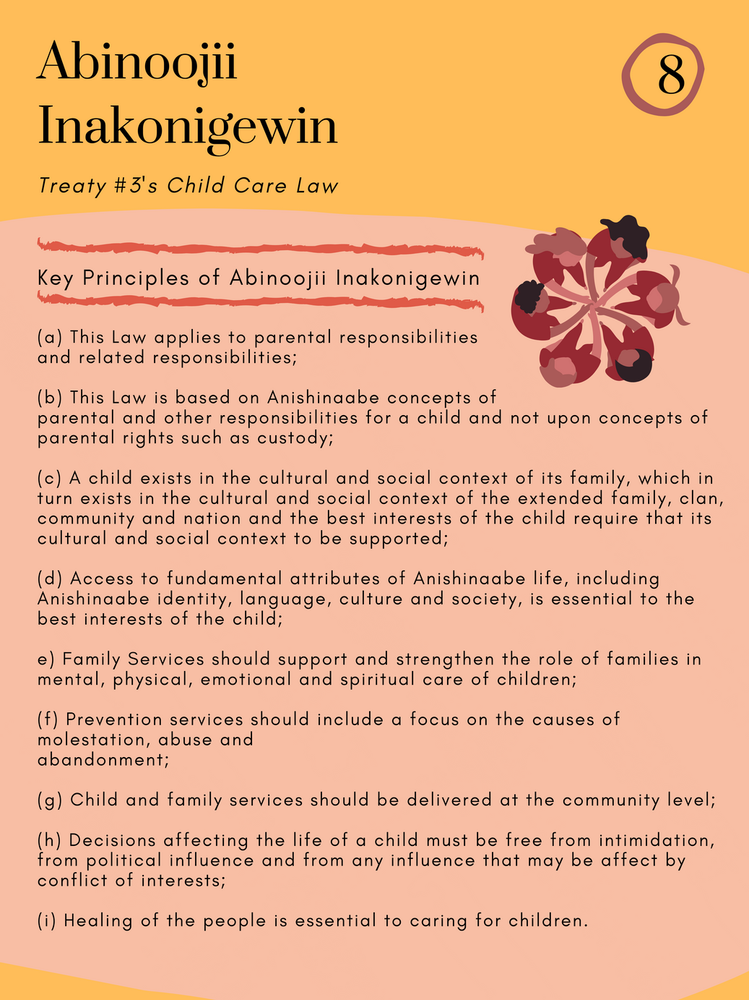 Abinoojii
Inakonigewin
8
Treaty #3's Child Care Law
Key Principles of Abinoojii Inakonigewin
(a) This Law applies to parental responsibilities
and related responsibilities;
(b) This Law is based on Anishinaabe concepts of
parental and other responsibilities for a child and not upon concepts of
parental rights such as custody;
(c) A child exists in the cultural and social context of its family, which in
turn exists in the cultural and social context of the extended family, clan,
community and nation and the best interests of the child require that its
cultural and social context to be supported;
(d) Access to fundamental attributes of Anishinaabe life, including
Anishinaabe identity, language, culture and society, is essential to the
best interests of the child;
e) Family Services should support and strengthen the role of families in
mental, physical, emotional and spiritual care of children;
(f) Prevention services should include a focus on the causes of
molestation, abuse and
abandonment;
(g) Child and family services should be delivered at the community level;
(h) Decisions affecting the life of a child must be free from intimidation,
from political influence and from any influence that may be affect by
conflict of interests;
(i) Healing of the people is essential to caring for children.